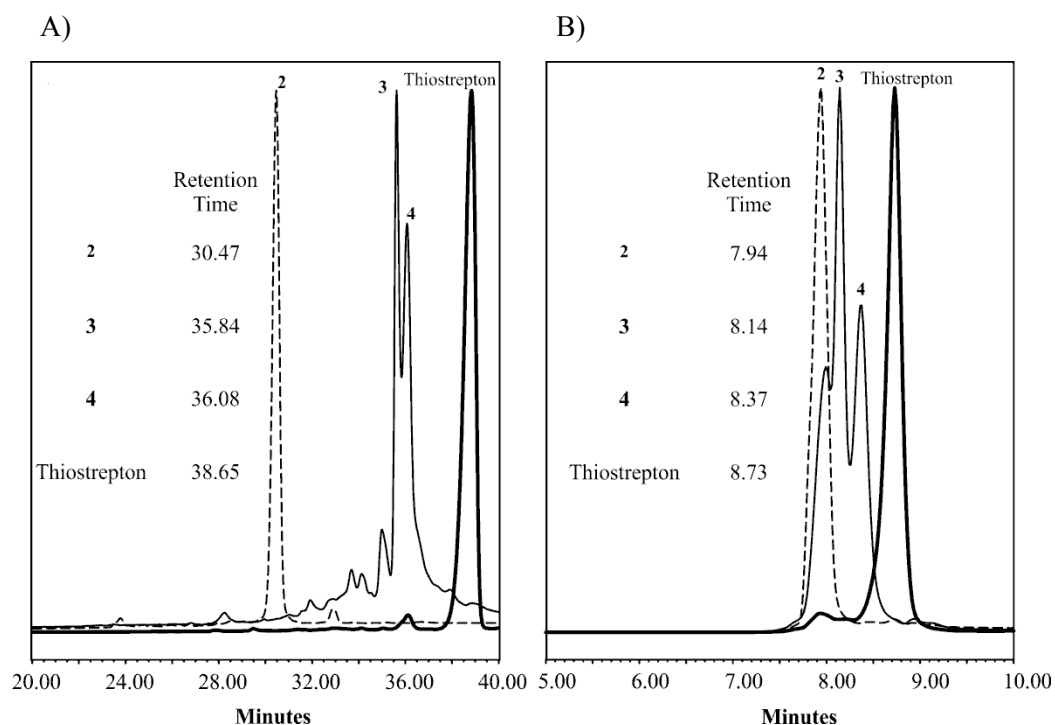 A)
2
3
Thiostrepton
4
Retention
Time
2 30.47
3 35.84
4 36.08
Thiostrepton 38.65
20.00 24.00 28.00 32.00 36.00 40.00
Minutes
B)
2
3
Thiostrepton
4
Retention
Time
2 7.94
3 8.14
4 8.37
Thiostrepton 8.73
5.00 7.00 8.00 9.00 10.00
Minutes